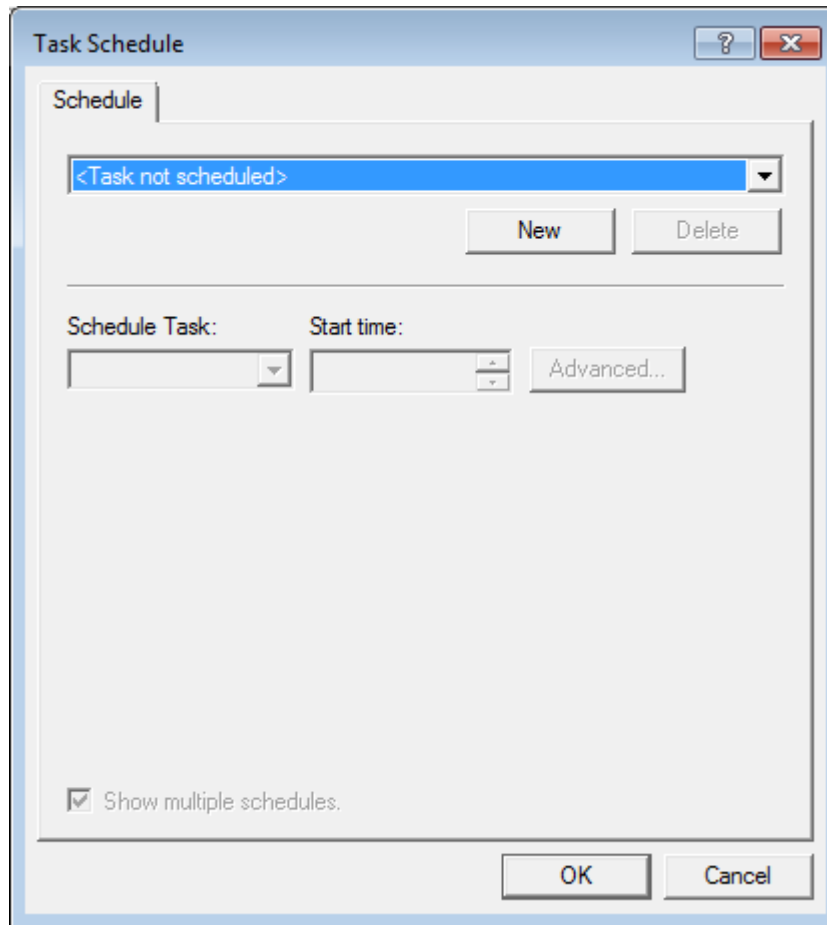 Task Schedule
Schedule
<Task not scheduled>
New Delete
Schedule Task: Start time:
Advanced...
Show multiple schedules.
OK Cancel